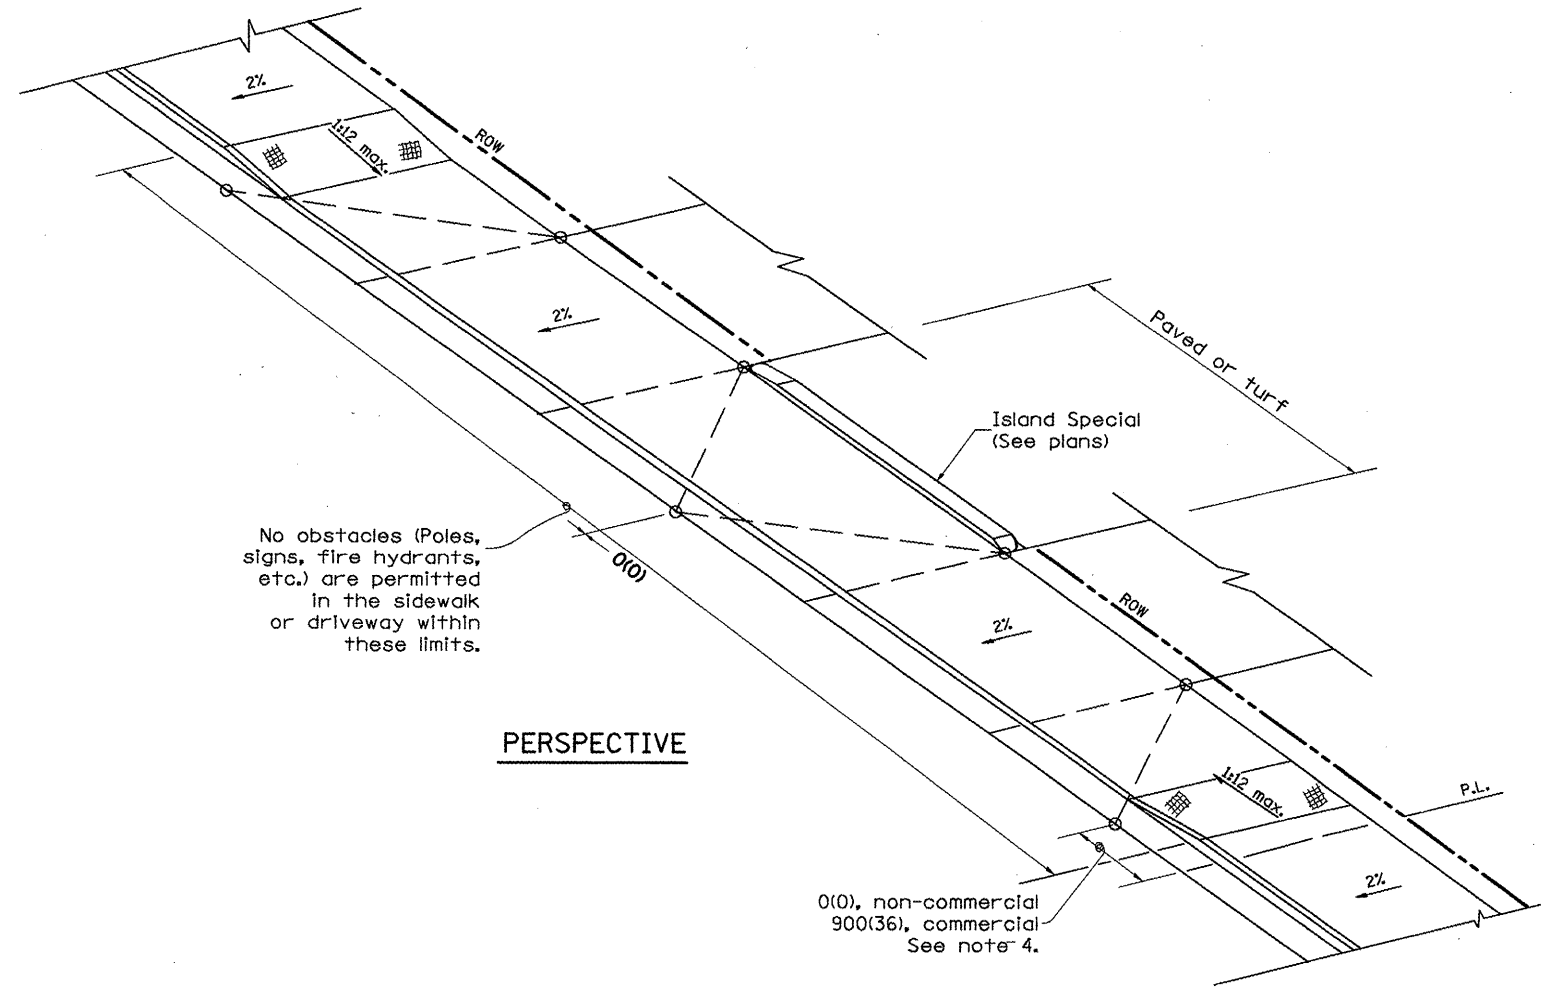 2%
1:12 max.
ROW
2%
Paved or turf
Island Special
(See plans)
No obstacles (Poles,
signs, fire hydrants,
etc.) are permitted
in the sidewalk
or driveway within
these limits.
0(0)
ROW
2%
PERSPECTIVE
1:12 max.
P.L.
2%
0(0), non-commercial
900(36), commercial
See note 4.